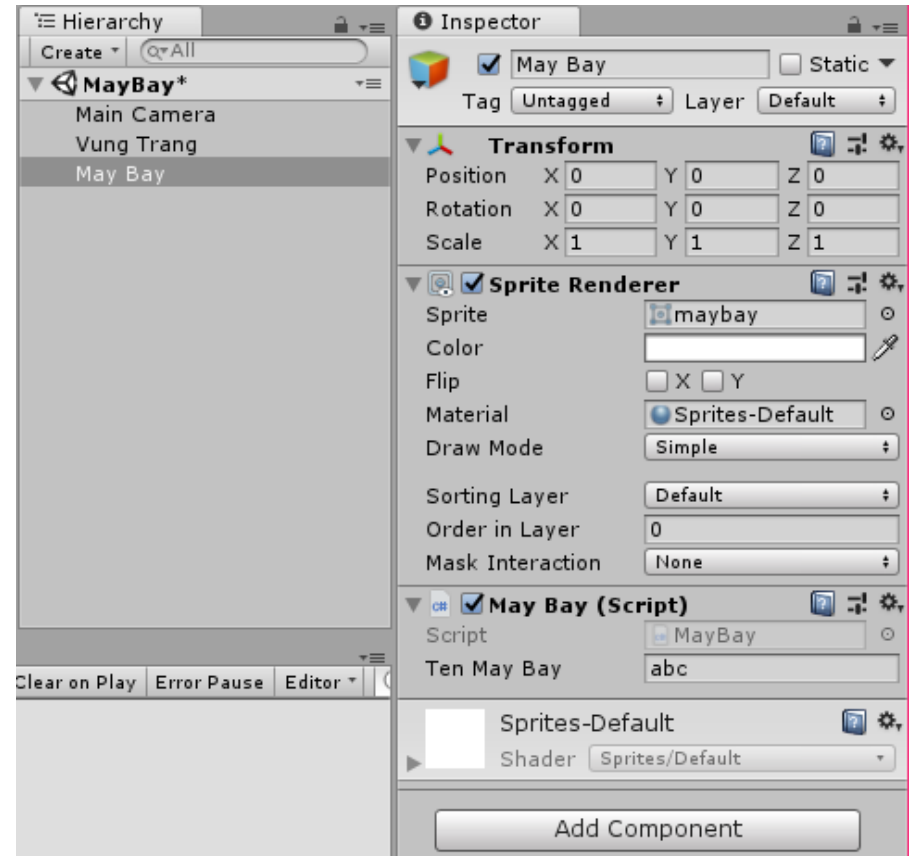 Hierarchy
Create
All
MayBay*
Main Camera
Vung Trang
May Bay
Clear on Play Error Pause Editor
Inspector
May Bay Static
Tag Untagged Layer Default
Transform
Position X 0 Y 0 Z 0
Rotation X 0 Y 0 Z 0
Scale X 1 Y 1 Z 1
Sprite Renderer
Sprite maybay
Color
Flip X Y
Material Sprites-Default
Draw Mode Simple
Sorting Layer Default
Order in Layer 0
Mask Interaction None
c# May Bay (Script)
Script MayBay
Ten May Bay abc
Sprites-Default
Shader Sprites/Default
Add Component